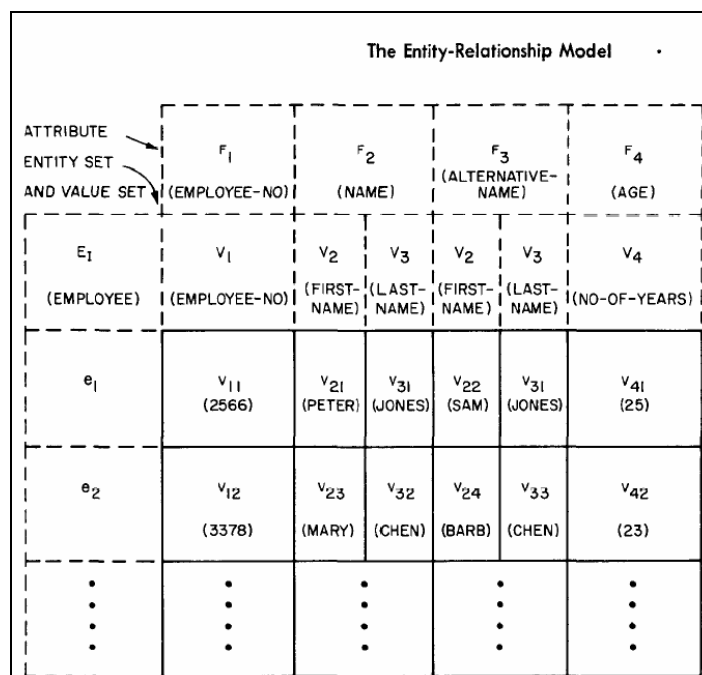 The Entity-Relationship Model
ATTRIBUTE
ENTITY SET
AND VALUE SET
F1 F2 F3 F4
(EMPLOYEE-NO) (NAME) (ALTERNATIVE-NAME) (AGE)
EI V1 V2 V3 V2 V3 V4
(EMPLOYEE) (EMPLOYEE-NO) (FIRST-NAME) (LAST-NAME) (FIRST-NAME) (LAST-NAME) (NO-OF-YEARS)
e1 V11 V21 V31 V22 V31 V41
(2566) (PETER) (JONES) (SAM) (JONES) (25)
e2 V12 V23 V32 V24 V33 V42
(3378) (MARY) (CHEN) (BARB) (CHEN) (23)